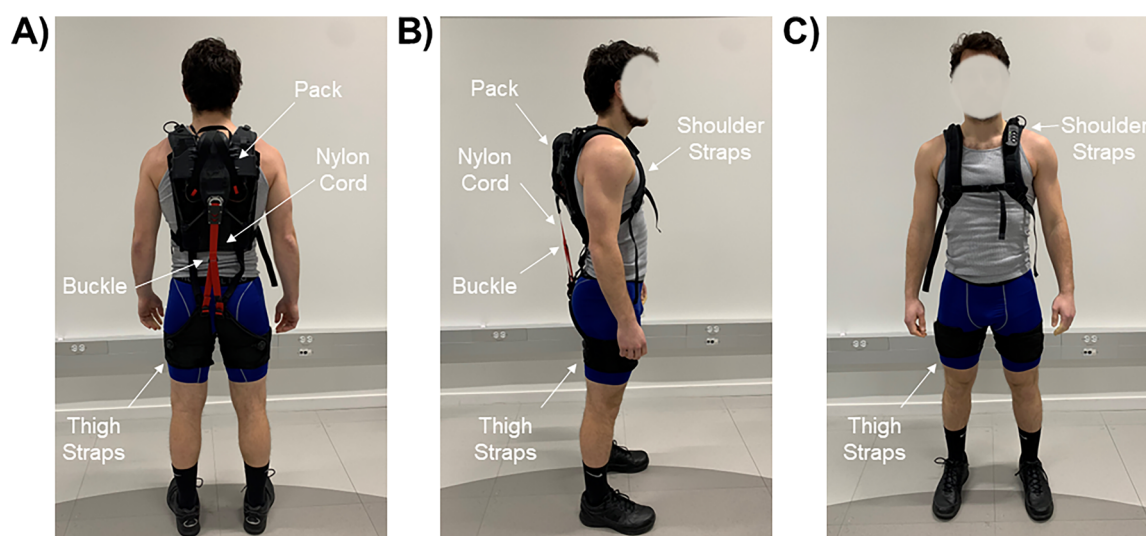 A)
Pack
Nylon
Cord
Buckle
Thigh
Straps
B)
Pack
Shoulder
Straps
Nylon
Cord
Buckle
Thigh
Straps
C)
Shoulder
Straps
Thigh
Straps